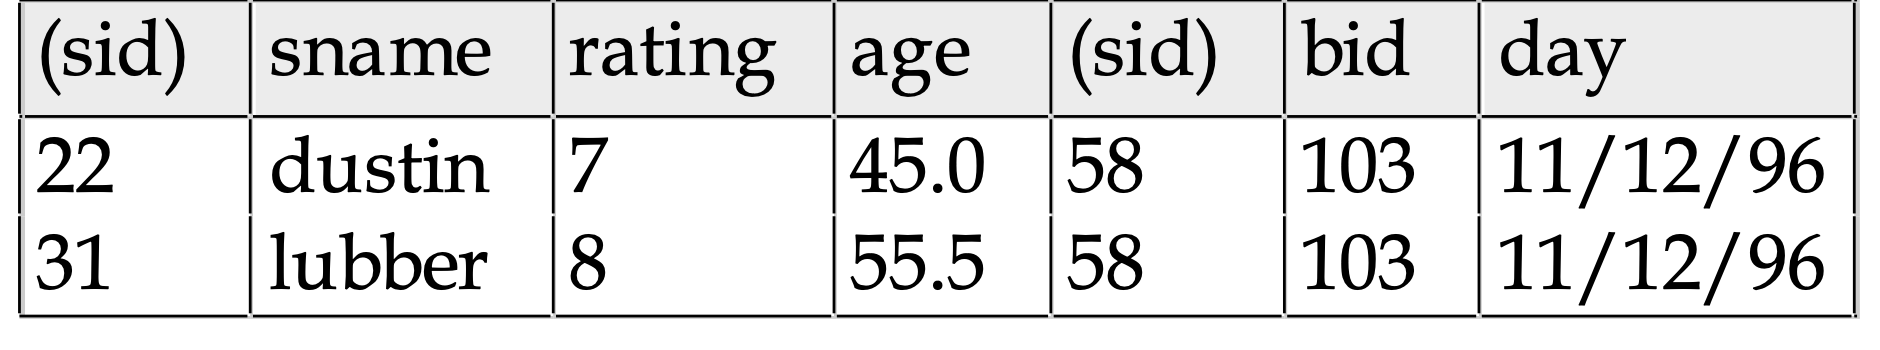 (sid) sname rating age (sid) bid day
22 dustin 7 45.0 58 103 11/12/96
31 lubber 8 55.5 58 103 11/12/96